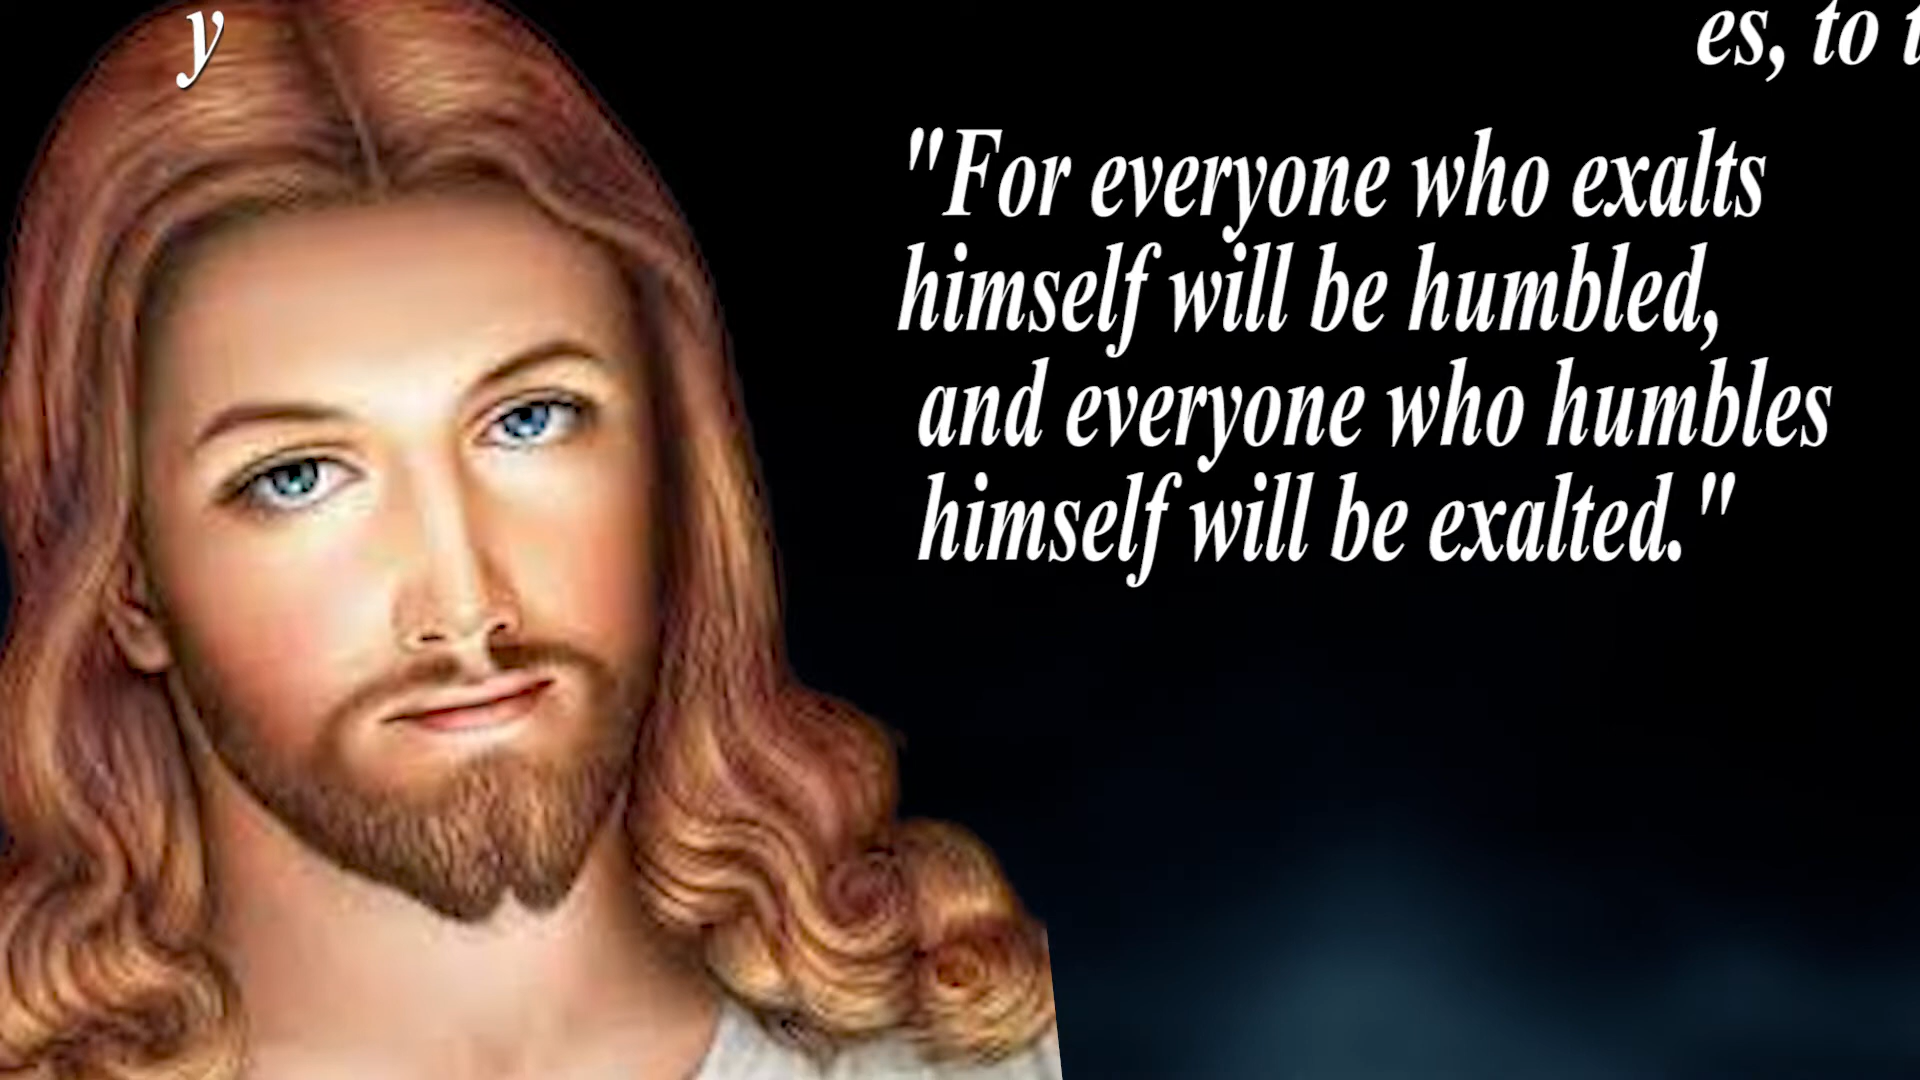 y
es, to t
"For everyone who exalts
himself will be humbled,
and everyone who humbles
himself will be exalted."